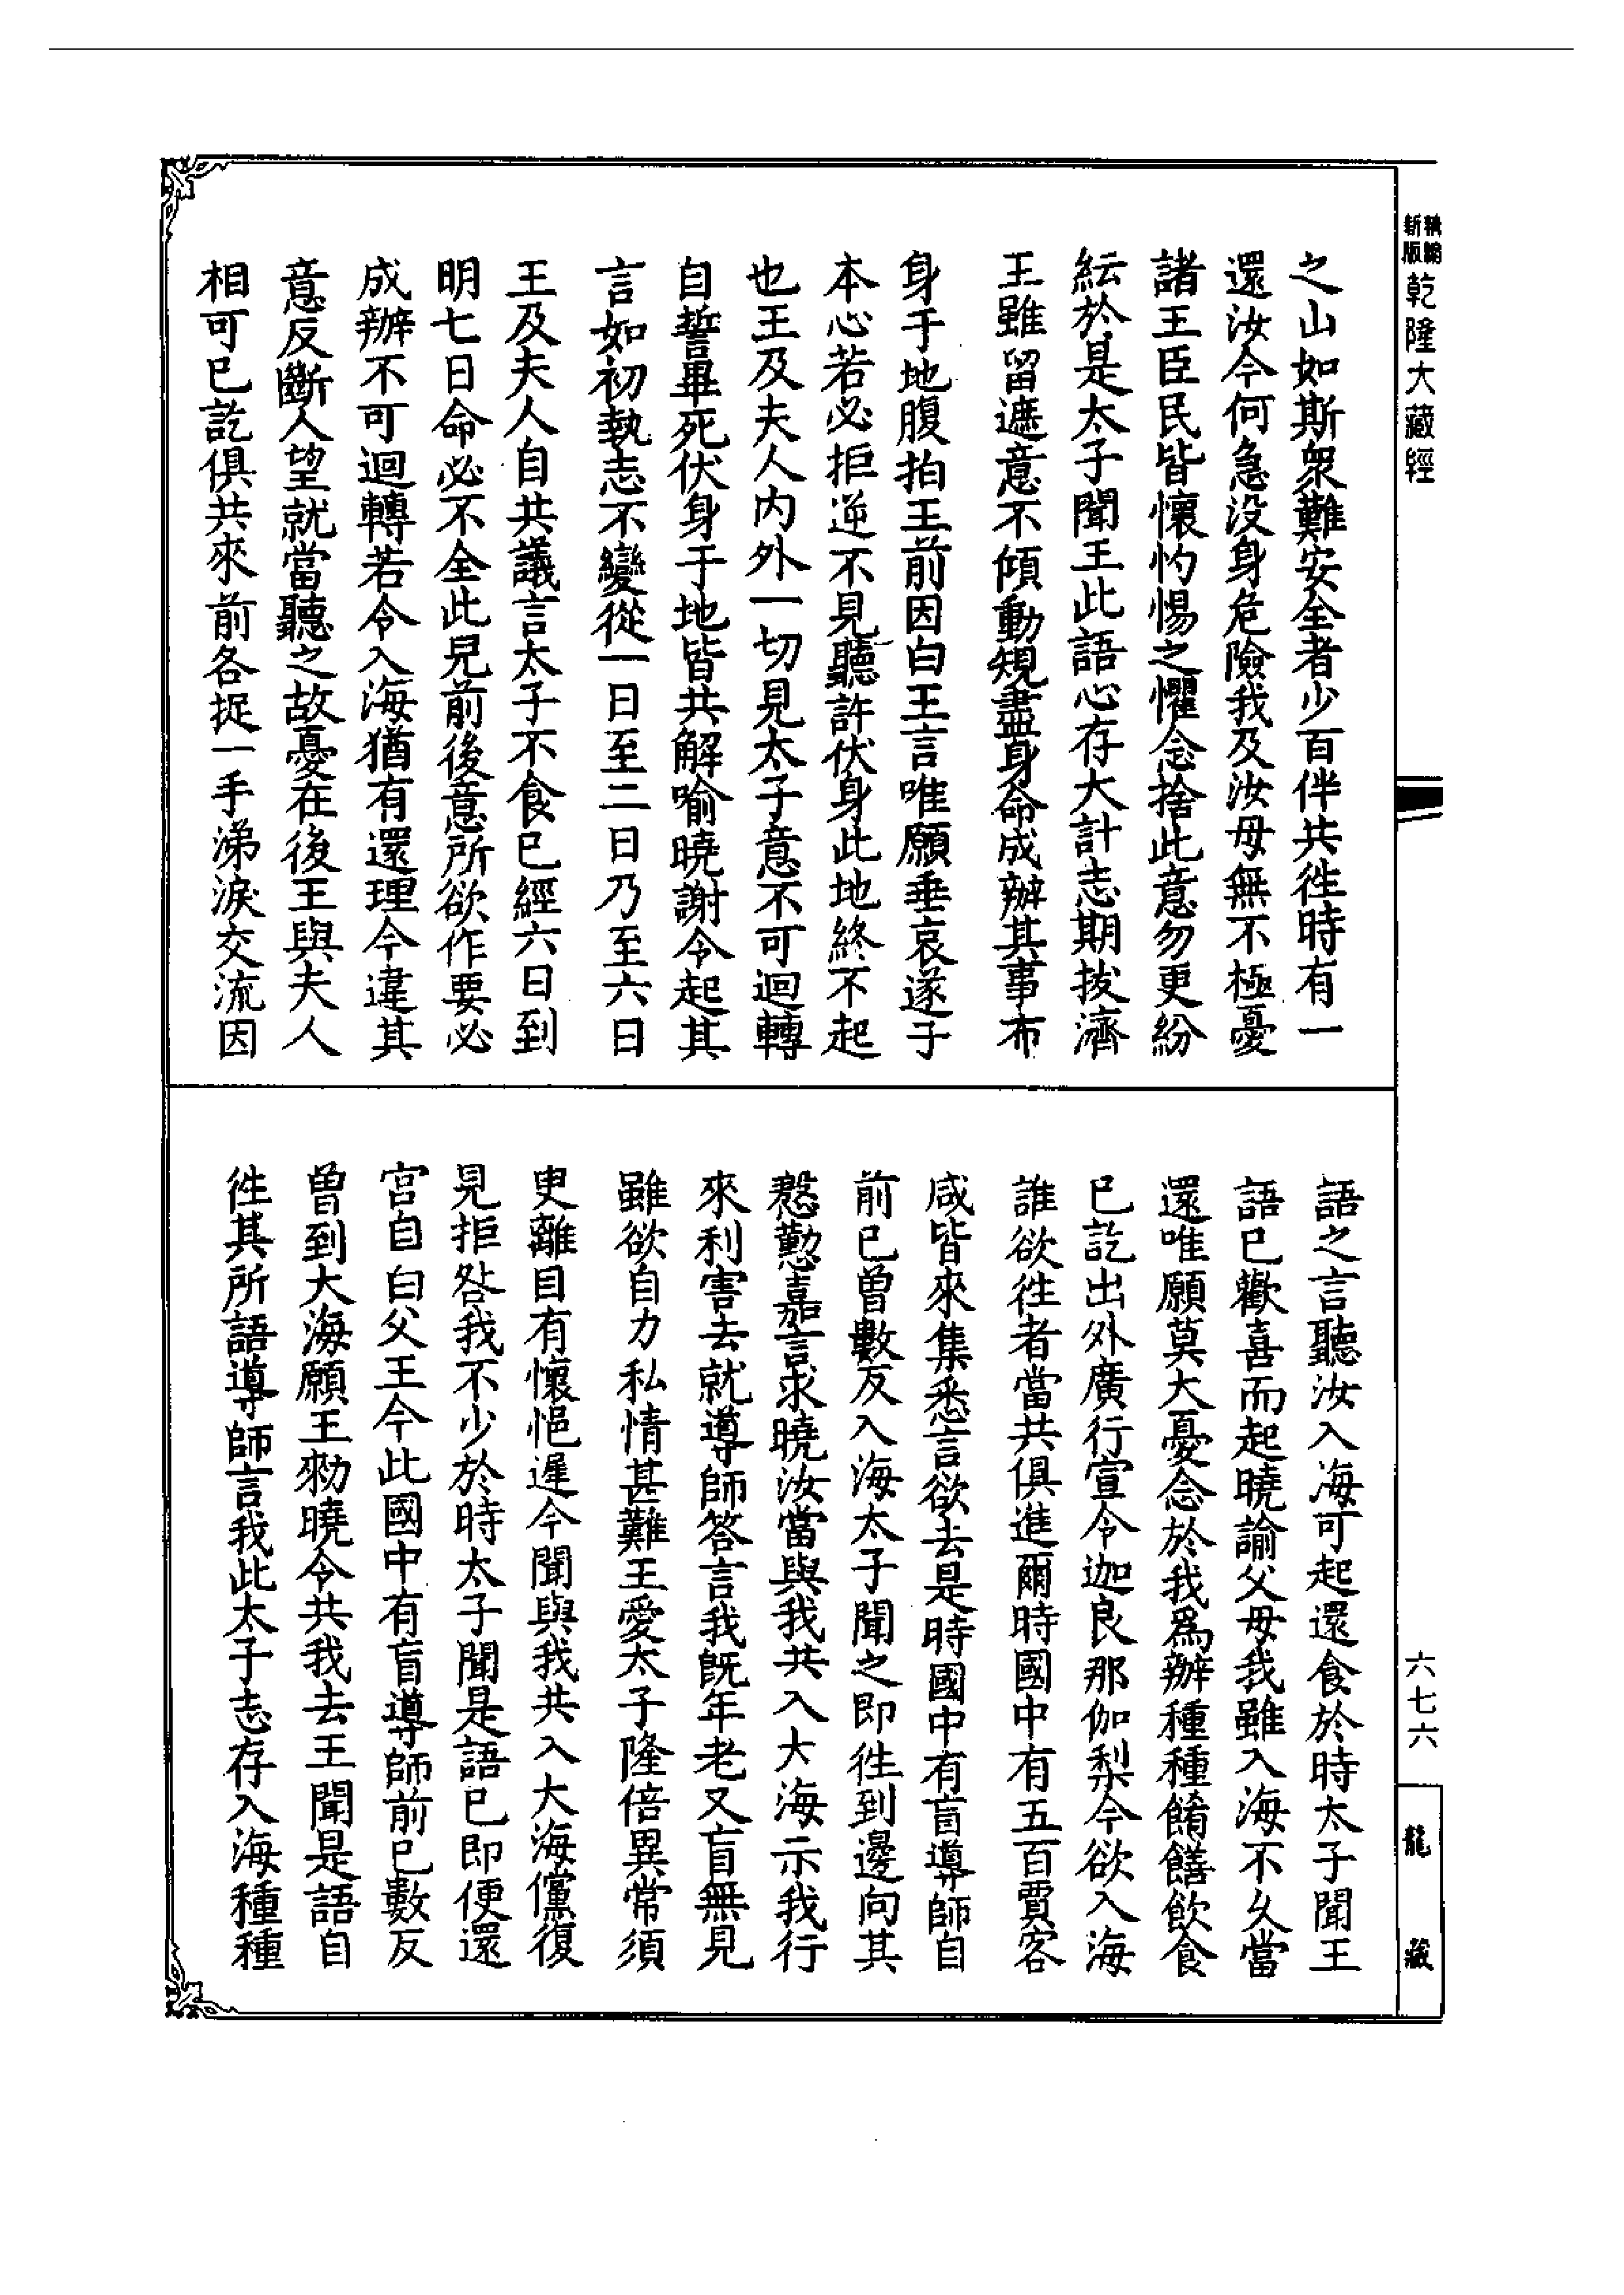 新編
新版
乾隆大藏經
之山如斯衆難安全者少百伴共徃時有一
還汝今何急没身危險我及汝母無不極憂
諸王臣民皆懷灼惕之懼念捨此意勿更紛
紜於是太子聞王此語心存大計志期拔濟
王雖留遮意不傾動規盡身命成辦其事布
身于地腹拍王前因白王言唯願垂哀遂子
本心若必拒逆不見聽許伏身此地終不起
也王及夫人内外一切見太子意不可迴轉
自誓畢死伏身于地皆共解喻曉謝令起其
言如初執志不變從一日至二日乃至六日
王及夫人自共議言太子不食已經六日到
明七日命必不全此兒前後意所欲作要必
成辦不可迴轉若令入海猶有還理今違其
意反斷人望就當聽之故憂在後王與夫人
相可已訖俱共來前各捉一手涕淚交流因
語之言聽汝入海可起還食於時太子聞王
語已歡喜而起曉諭父母我雖入海不久當
還唯願莫大憂念於我爲辦種種餚饍飲食
已訖出外廣行宣令迦良那伽梨今欲入海
誰欲徃者當共俱進爾時國中有五百賈客
咸皆來集悉言欲去是時國中有盲導師自
前已曾數反入海太子聞之即徃到邊向其
慇懃嘉言求曉汝當與我共入大海示我行
來利害去就導師答言我旣年老又盲無見
雖欲自力私情甚難王愛太子隆倍異常須
更離目有懷悒遲今聞與我共入大海儻復
見拒咎我不少於時太子聞是語已即便還
宫自白父王今此國中有盲導師前已數反
曾到大海願王勑曉令共我去王聞是語自
徃其所語導師言我此太子志存入海種種
六七六
龍藏